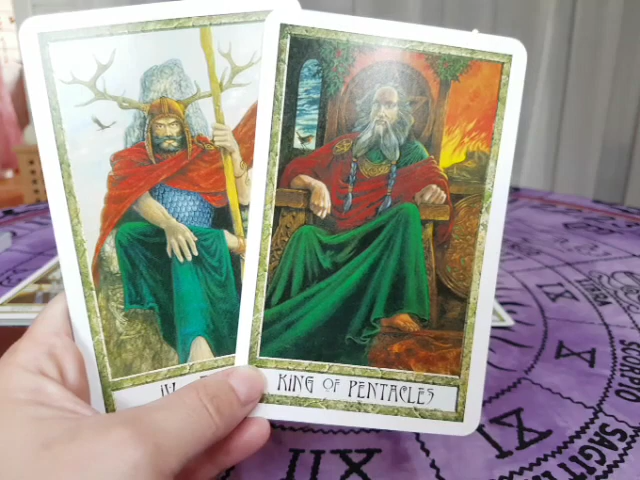 IV
KING OF PENTACLES
X
SCORPIO
XI
SAGITT
XII